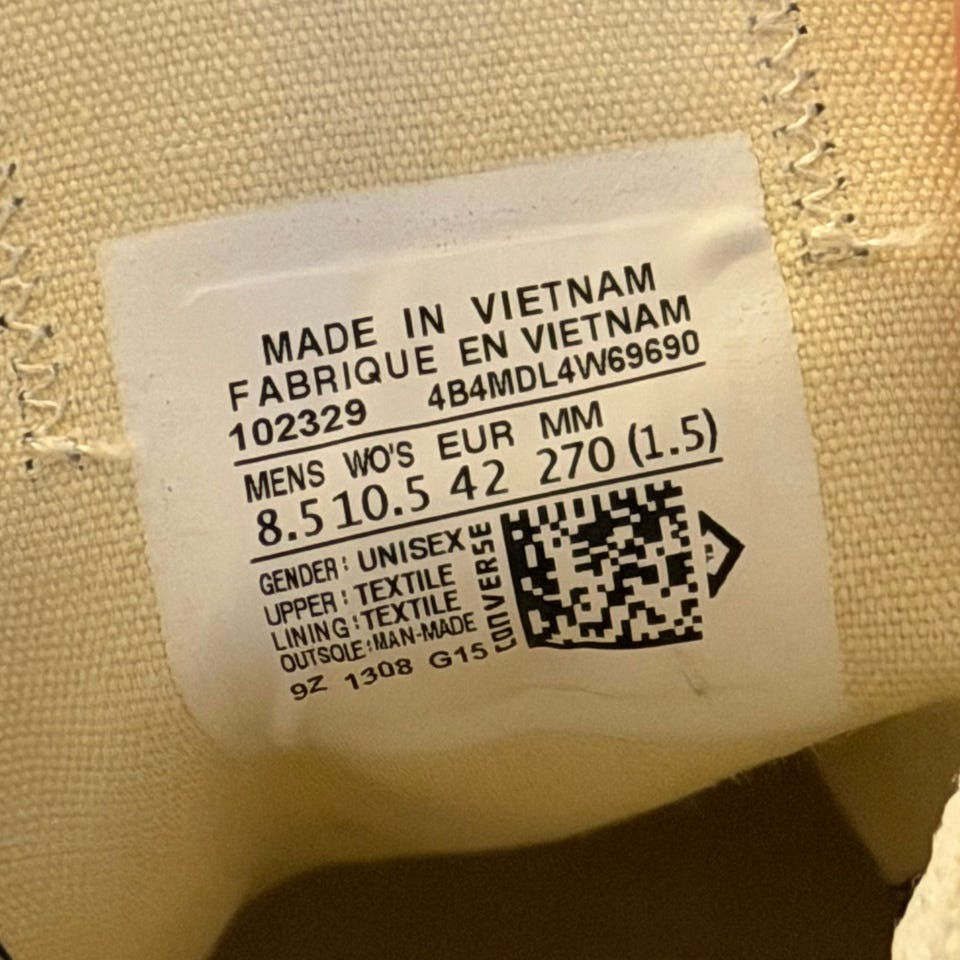 MADE IN VIETNAM
FABRIQUE EN VIETNAM
102329 4B4MDL4W69690
MENS WO'S EUR MM
8.5 10.5 42 270 (1.5)
GENDER: UNISEX
UPPER: TEXTILE
LINING: TEXTILE
OUTSOLE: MAN-MADE
9Z 1308 G15
CONVERSE